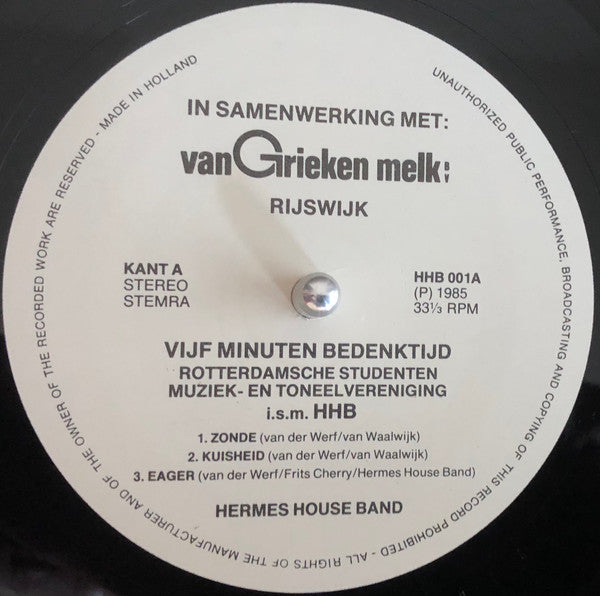 UNAUTHORIZED PUBLIC PERFORMANCE, BROADCASTING AND COPYING OF THIS RECORD PROHIBITED - ALL RIGHTS OF THE MANUFACTURER AND OF THE OWNER OF THE RECORDED WORK ARE RESERVED - MADE IN HOLLAND
IN SAMENWERKING MET:
van Grieken melk:
RIJSWIJK
KANT A
STEREO
STEMRA
HHB 001A
(P) 1985
33⅓ RPM
VIJF MINUTEN BEDENKTIJD
ROTTERDAMSCHE STUDENTEN
MUZIEK- EN TONEELVERENIGING
i.s.m. HHB
1. ZONDE (van der Werf/van Waalwijk)
2. KUISHEID (van der Werf/van Waalwijk)
3. EAGER (van der Werf/Frits Cherry/Hermes House Band)
HERMES HOUSE BAND